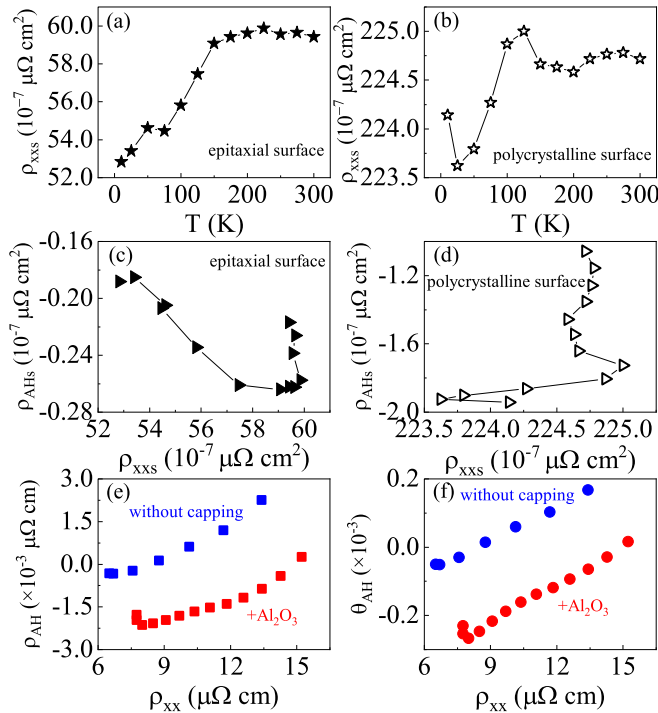 (a)
60.0
58.0
56.0
54.0
52.0
ρxxs (10⁻⁷ μΩ cm²)
epitaxial surface
0 50 100 150 200 250 300
T (K)
(b)
225.0
224.5
224.0
223.5
ρxxs (10⁻⁷ μΩ cm²)
polycrystalline surface
0 50 100 150 200 250 300
T (K)
(c)
-0.16
-0.20
-0.24
-0.28
ρAHs (10⁻⁷ μΩ cm²)
epitaxial surface
52 54 56 58 60
ρxxs (10⁻⁷ μΩ cm²)
(d)
-1.2
-1.6
-2.0
ρAHs (10⁻⁷ μΩ cm²)
polycrystalline surface
223.5 224.0 224.5 225.0
ρxxs (10⁻⁷ μΩ cm²)
(e)
3.0
1.5
0.0
-1.5
-3.0
ρAH (×10⁻³ μΩ cm)
without capping
+Al₂O₃
6 9 12 15
ρxx (μΩ cm)
(f)
0.2
0.0
-0.2
θAH (×10⁻³)
without capping
+Al₂O₃
6 9 12 15
ρxx (μΩ cm)